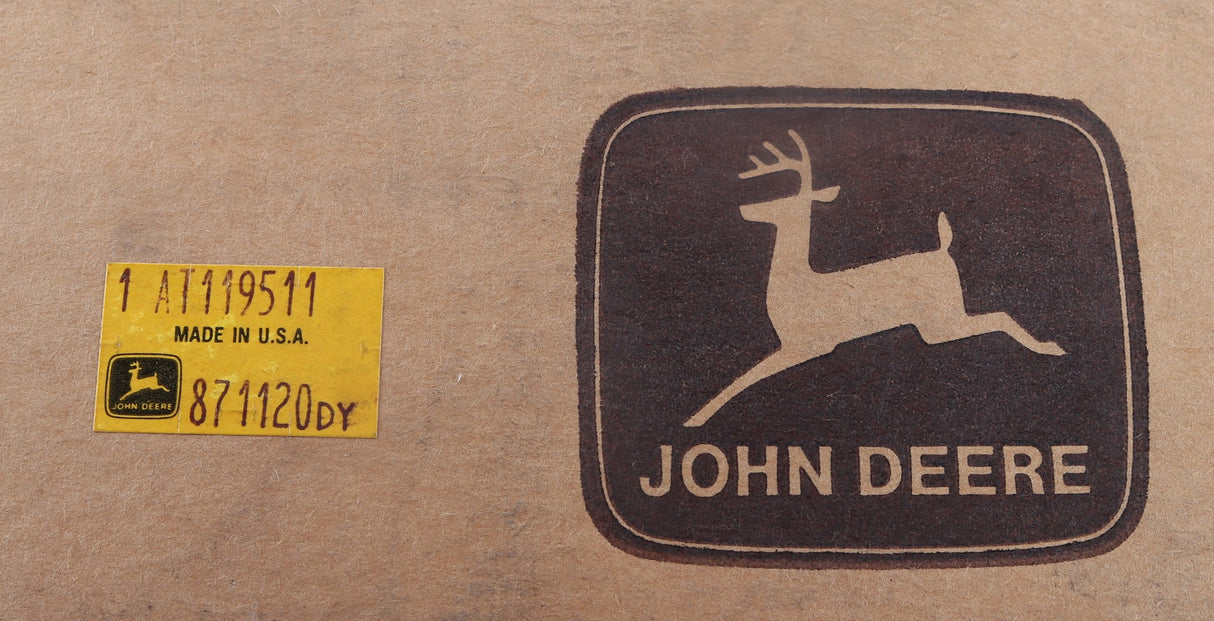 1 AT119511
MADE IN U.S.A.
JOHN DEERE
871120DY
JOHN DEERE